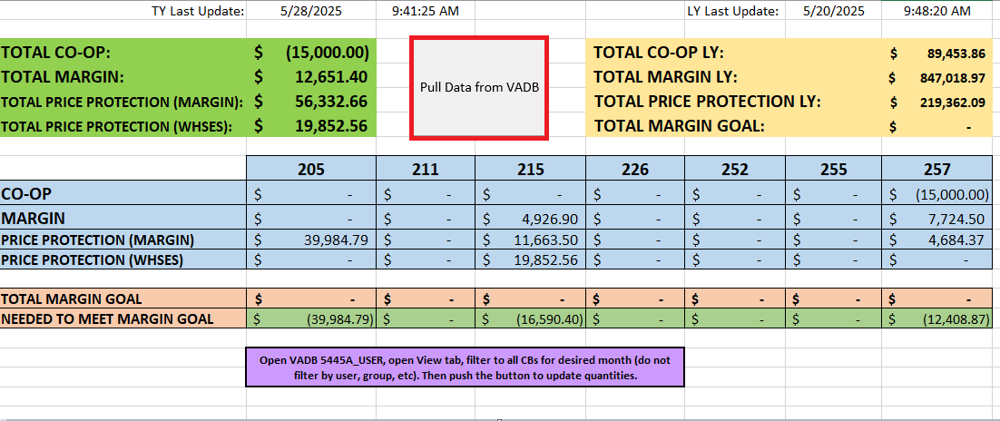 TY Last Update: 5/28/2025 9:41:25 AM LY Last Update: 5/20/2025 9:48:20 AM
TOTAL CO-OP: $ (15,000.00)
TOTAL MARGIN: $ 12,651.40
TOTAL PRICE PROTECTION (MARGIN): $ 56,332.66
TOTAL PRICE PROTECTION (WHSES): $ 19,852.56
Pull Data from VADB
TOTAL CO-OP LY: $ 89,453.86
TOTAL MARGIN LY: $ 847,018.97
TOTAL PRICE PROTECTION LY: $ 219,362.09
TOTAL MARGIN GOAL: $ -
205 211 215 226 252 255 257
CO-OP $ - $ - $ - $ - $ - $ - $ (15,000.00)
MARGIN $ - $ - $ 4,926.90 $ - $ - $ - $ 7,724.50
PRICE PROTECTION (MARGIN) $ 39,984.79 $ - $ 11,663.50 $ - $ - $ - $ 4,684.37
PRICE PROTECTION (WHSES) $ - $ - $ 19,852.56 $ - $ - $ - $ -
TOTAL MARGIN GOAL $ - $ - $ - $ - $ - $ - $ -
NEEDED TO MEET MARGIN GOAL $ (39,984.79) $ - $ (16,590.40) $ - $ - $ - $ (12,408.87)
Open VADB 5445A_USER, open View tab, filter to all CBs for desired month (do not
filter by user, group, etc). Then push the button to update quantities.